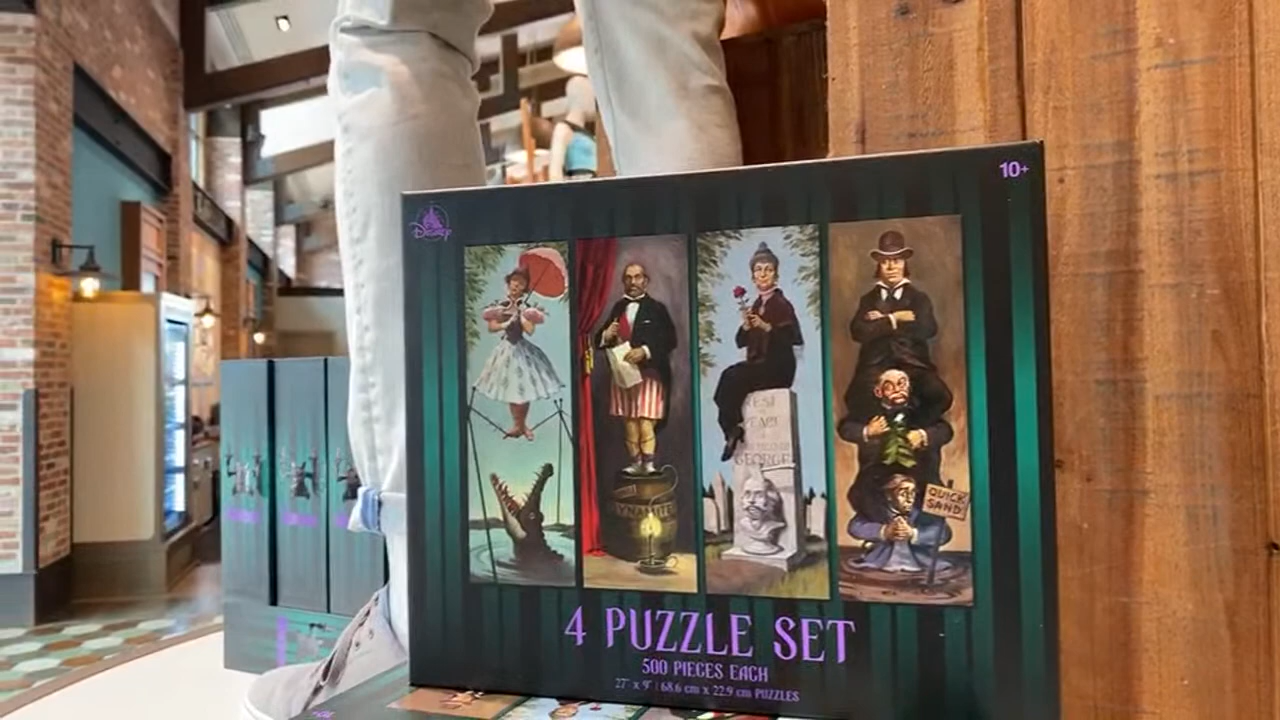 10+
Disney
REST
IN
PEACE
GEORGE
DYNAMITE
QUICK
SAND
4 PUZZLE SET
500 PIECES EACH
27" x 9" | 68.6 cm x 22.9 cm PUZZLES